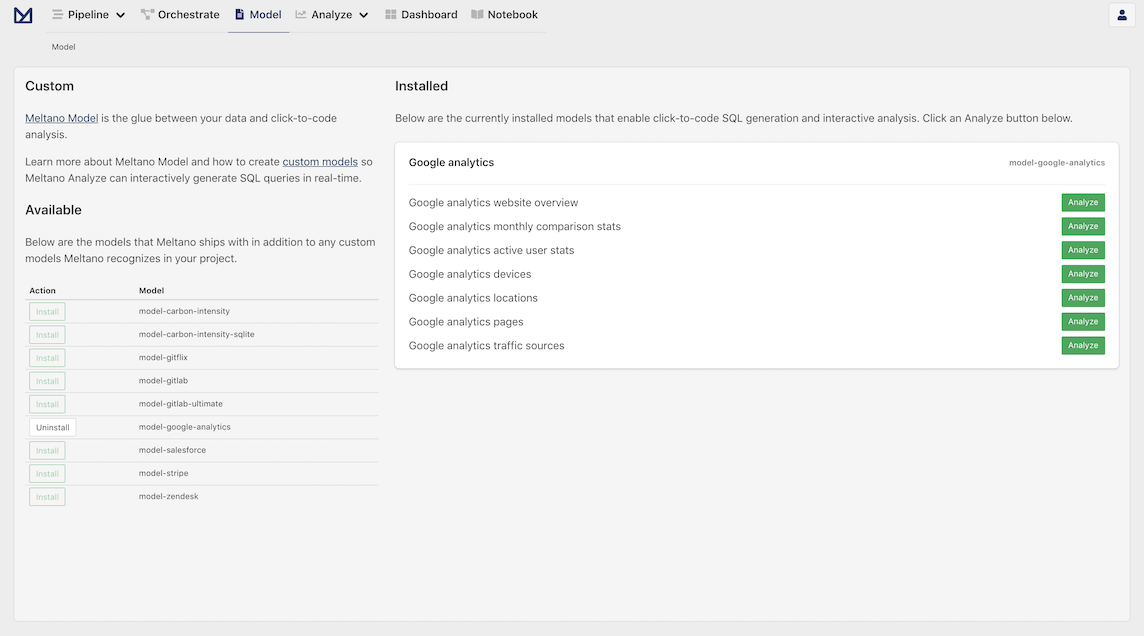 Pipeline Orchestrate Model Analyze Dashboard Notebook
Model
Custom
Meltano Model is the glue between your data and click-to-code
analysis.
Learn more about Meltano Model and how to create custom models so
Meltano Analyze can interactively generate SQL queries in real-time.
Available
Below are the models that Meltano ships with in addition to any custom
models Meltano recognizes in your project.
Action Model
Install model-carbon-intensity
Install model-carbon-intensity-sqlite
Install model-gitflix
Install model-gitlab
Install model-gitlab-ultimate
Uninstall model-google-analytics
Install model-salesforce
Install model-stripe
Install model-zendesk
Installed
Below are the currently installed models that enable click-to-code SQL generation and interactive analysis. Click an Analyze button below.
Google analytics model-google-analytics
Google analytics website overview Analyze
Google analytics monthly comparison stats Analyze
Google analytics active user stats Analyze
Google analytics devices Analyze
Google analytics locations Analyze
Google analytics pages Analyze
Google analytics traffic sources Analyze